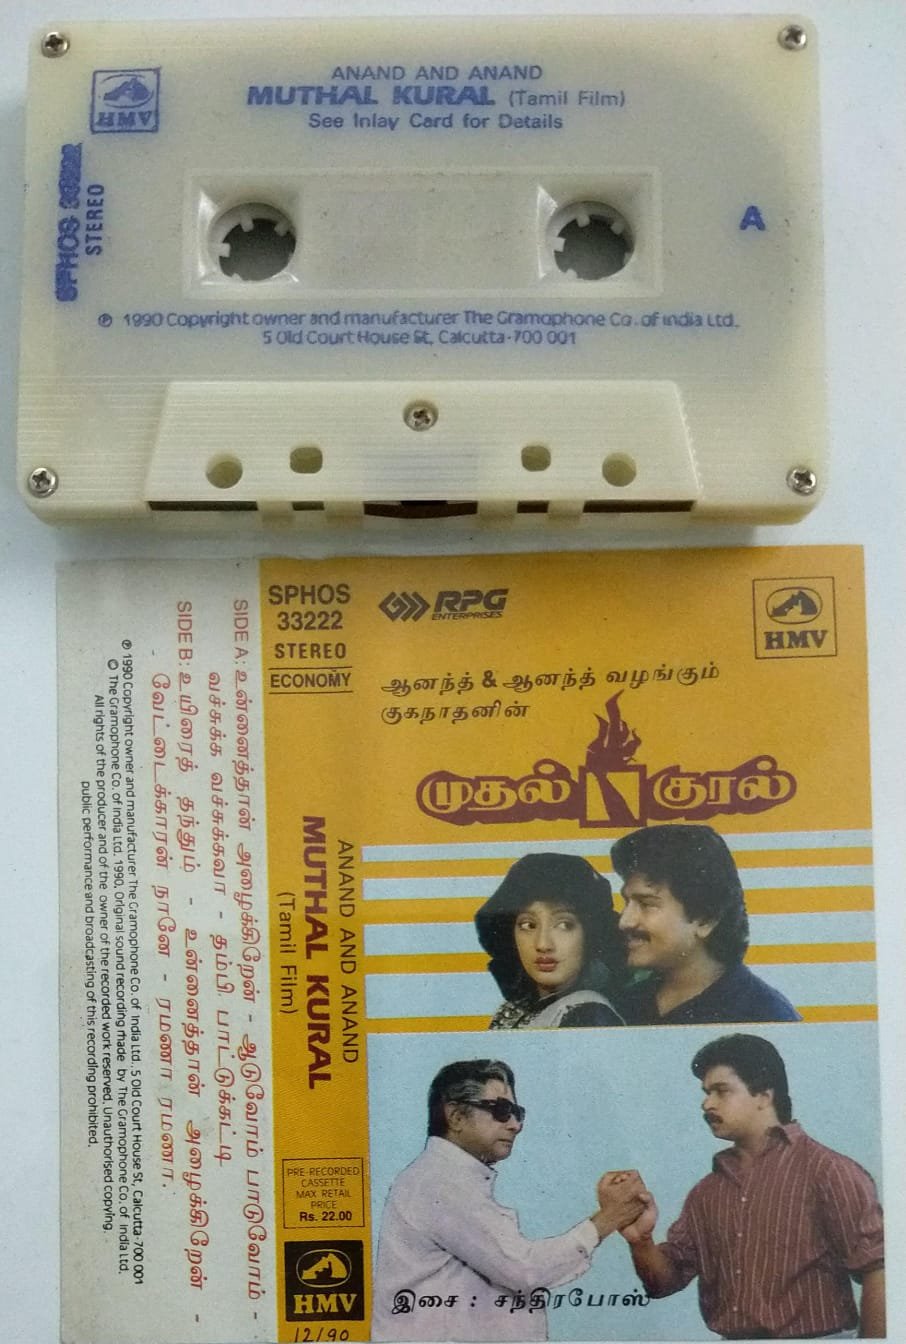 ANAND AND ANAND
MUTHAL KURAL (Tamil Film)
See Inlay Card for Details
HMV
SPHOS 33222
STEREO
A
℗ 1990 Copyright owner and manufacturer The Gramophone Co. of India Ltd.,
5 Old Court House St, Calcutta-700 001
SPHOS
33222
STEREO
ECONOMY
RPG
ENTERPRISES
HMV
ஆனந்த் & ஆனந்த் வழங்கும்
குகநாதனின்
முதல் குரல்
ANAND AND ANAND
MUTHAL KURAL
(Tamil Film)
PRE-RECORDED
CASSETTE
MAX RETAIL
PRICE
Rs. 22.00
HMV
12/90
இசை : சந்திரபோஸ்
SIDE A: உன்னைத்தான் அழைக்கிறேன் - ஆடுவோம் பாடுவோம் -
வச்சுக்க வச்சுக்கவா - தம்பி பாட்டுக்கட்டி
SIDE B: உயிரைத் தந்தும் - உன்னைத்தான் அழைக்கிறேன் -
வேட்டைக்காரன் நானே - ரமணா ரமணா.
℗ 1990 Copyright owner and manufacturer The Gramophone Co. of India Ltd., 5 Old Court House St, Calcutta-700 001
© The Gramophone Co. of India Ltd. 1990, Original sound recording made by The Gramophone Co. of India Ltd.
All rights of the producer and of the owner of the recorded work reserved. Unauthorised copying,
public performance and broadcasting of this recording prohibited.